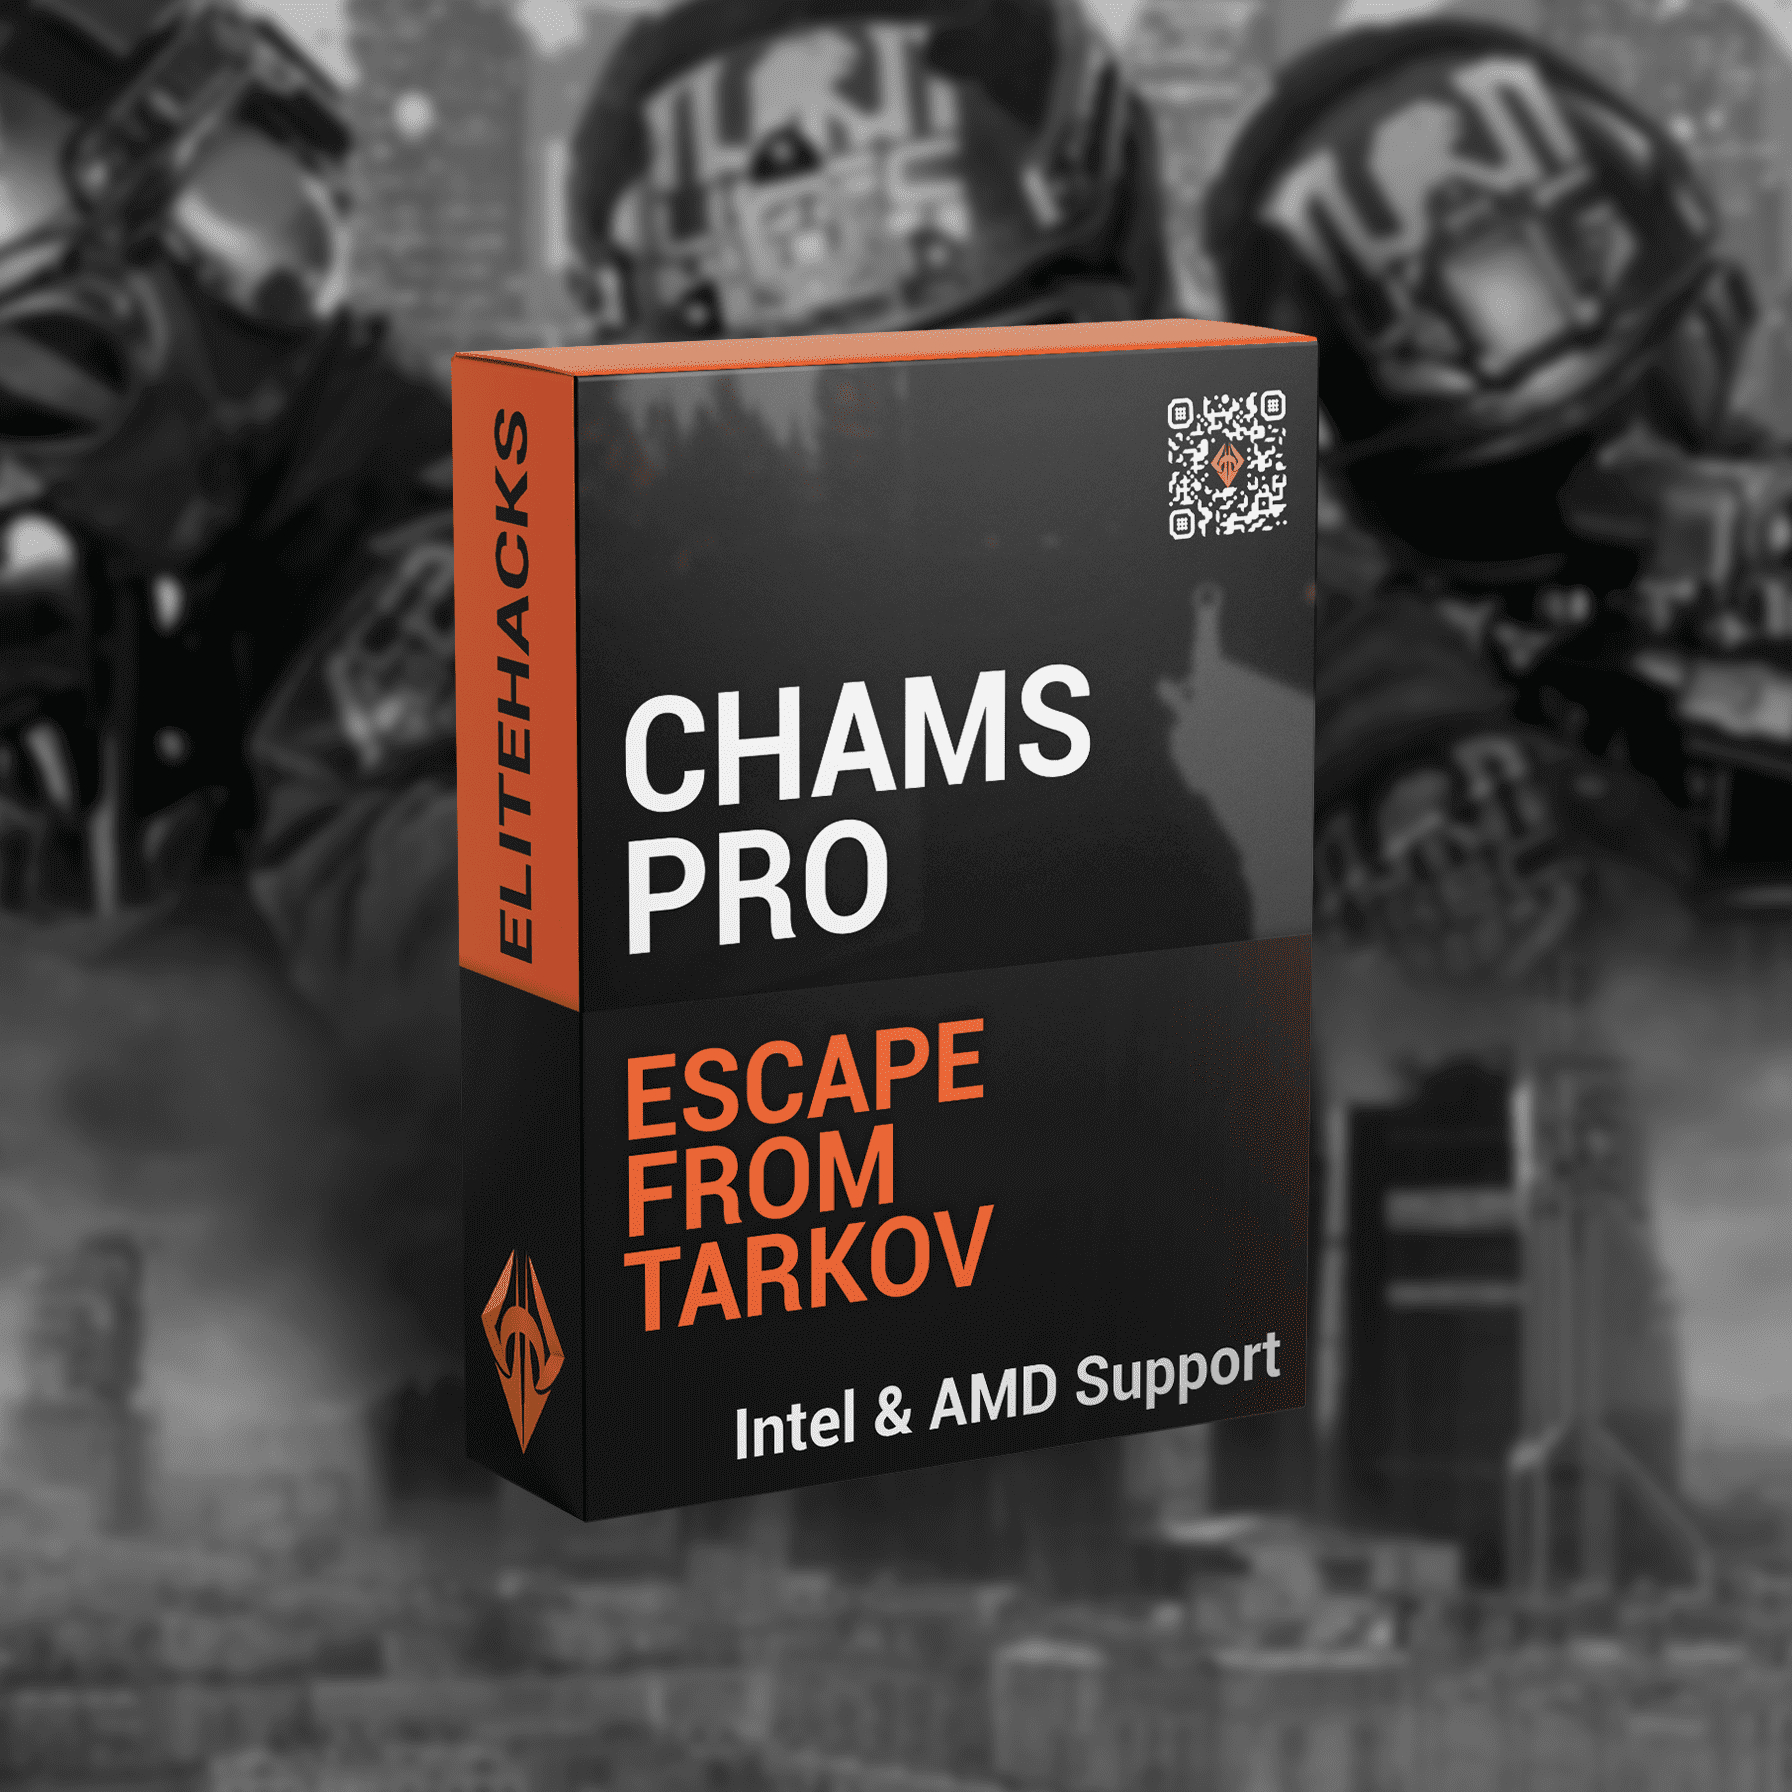 ELITEHACKS
CHAMS
PRO
ESCAPE
FROM
TARKOV
Intel & AMD Support